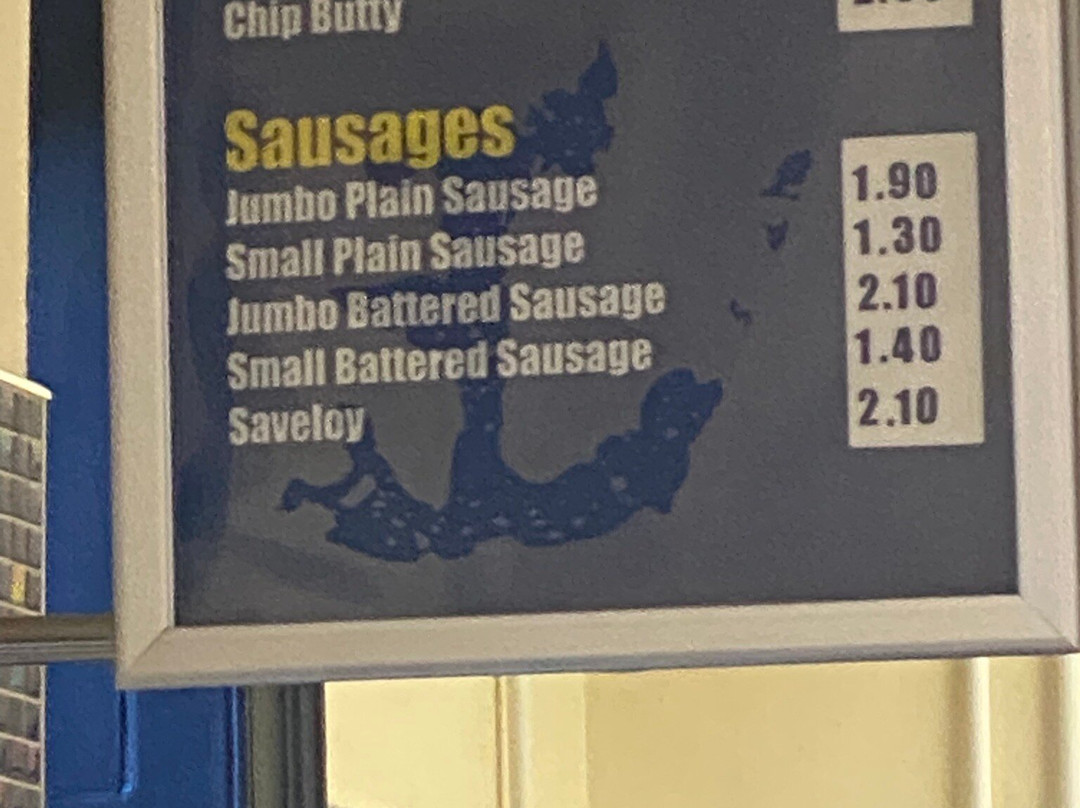 Chip Butty
Sausages
Jumbo Plain Sausage 1.90
Small Plain Sausage 1.30
Jumbo Battered Sausage 2.10
Small Battered Sausage 1.40
Saveloy 2.10